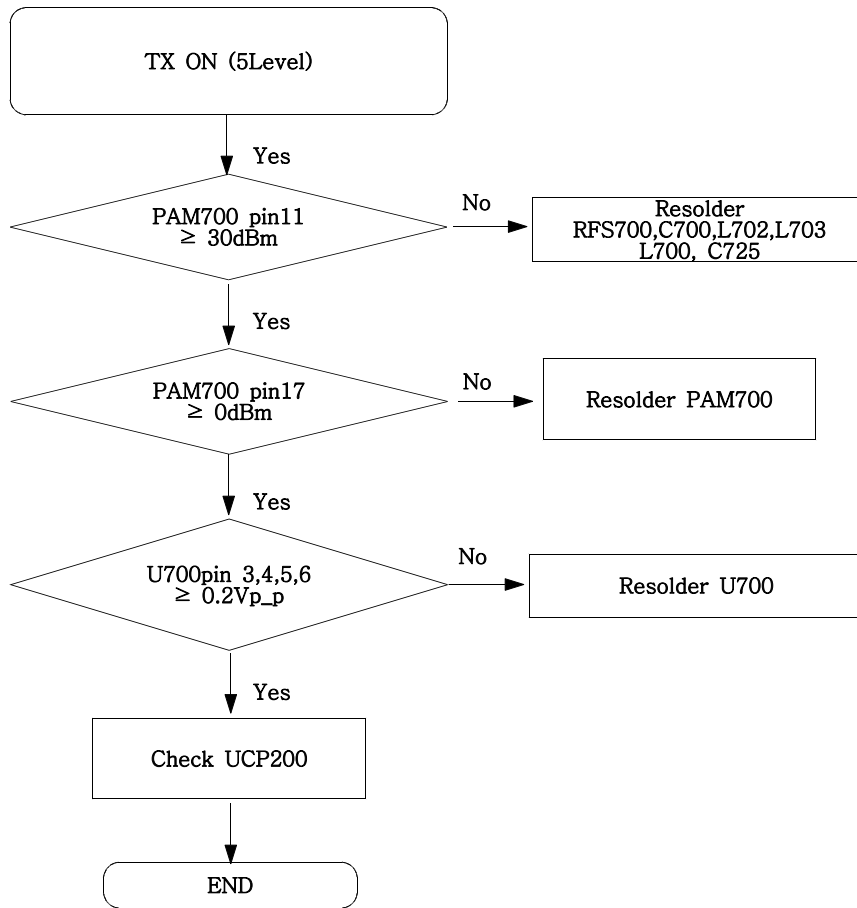 TX ON (5Level)
Yes
PAM700 pin11
≥ 30dBm
No
Resolder
RFS700,C700,L702,L703
L700, C725
Yes
PAM700 pin17
≥ 0dBm
No
Resolder PAM700
Yes
U700pin 3,4,5,6
≥ 0.2Vp_p
No
Resolder U700
Yes
Check UCP200
END